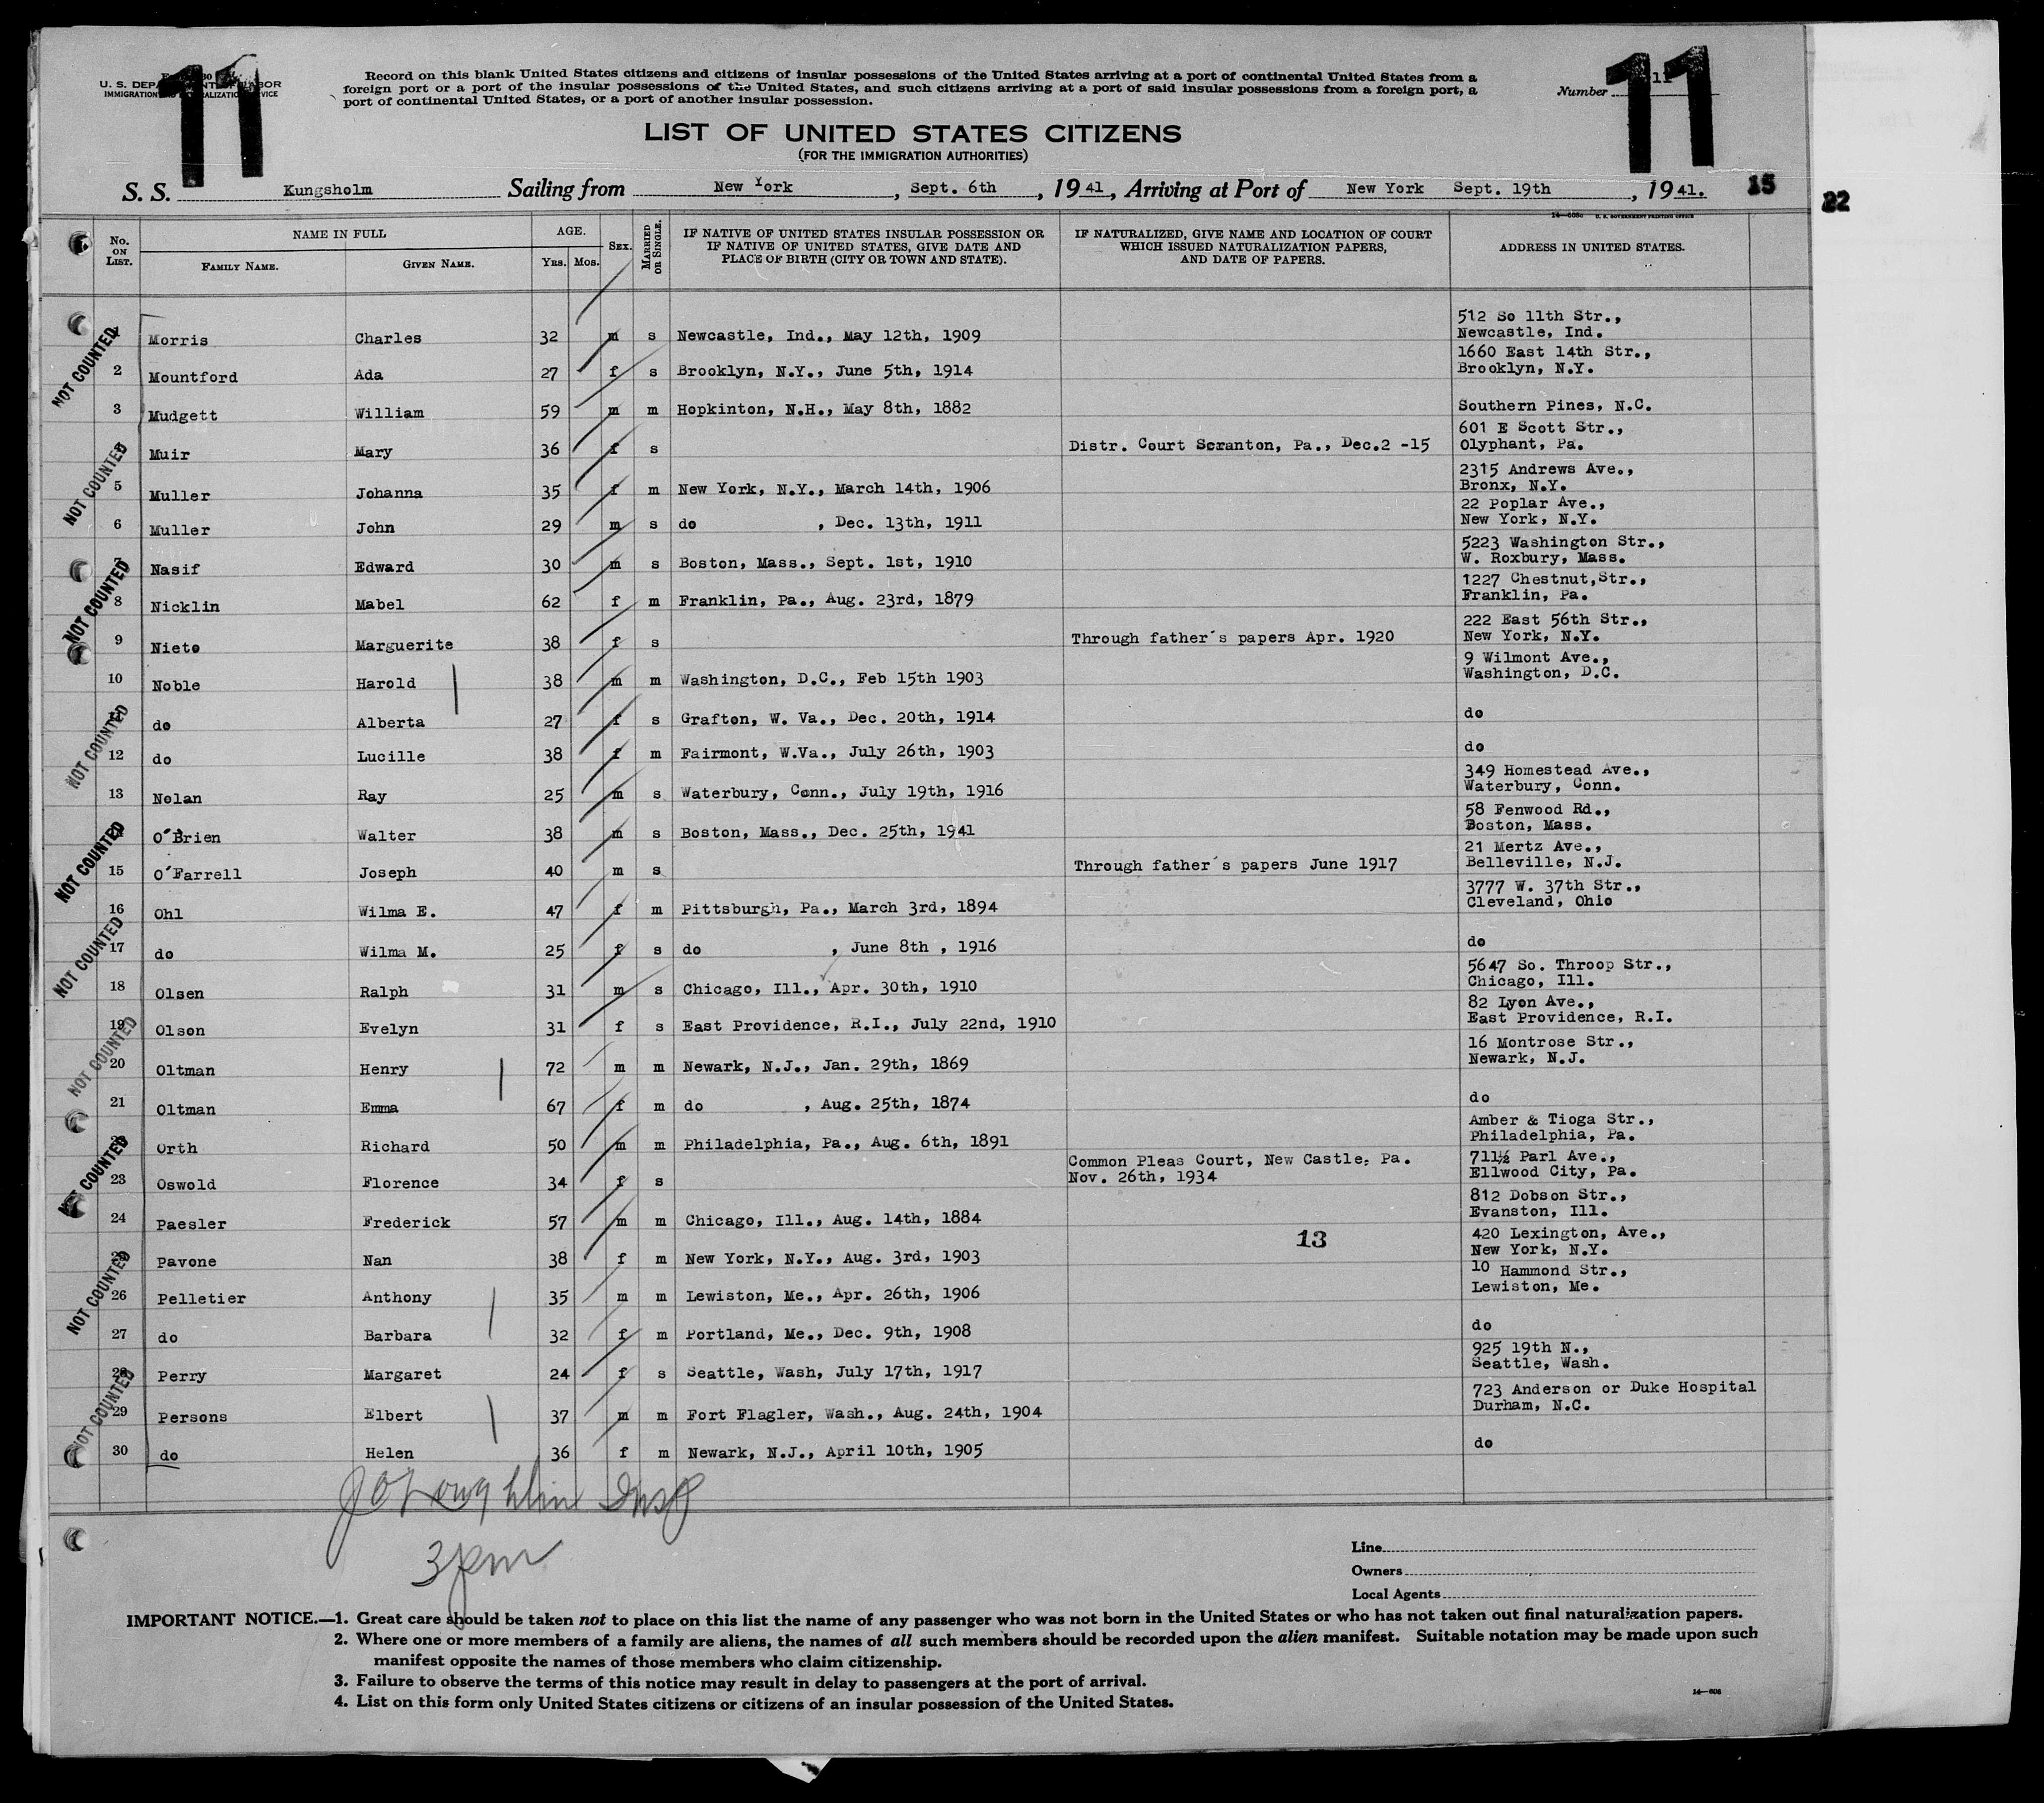 11
11
U. S. DEPARTMENT OF LABOR
IMMIGRATION AND NATURALIZATION SERVICE
Record on this blank United States citizens and citizens of insular possessions of the United States arriving at a port of continental United States from a
foreign port or a port of the insular possessions of the United States, and such citizens arriving at a port of said insular possessions from a foreign port, a
port of continental United States, or a port of another insular possession.
Number 11
LIST OF UNITED STATES CITIZENS
(FOR THE IMMIGRATION AUTHORITIES)
S. S. Kungsholm Sailing from New York, Sept. 6th, 1941, Arriving at Port of New York Sept. 19th, 1941. 15
22
No. ON LIST. NAME IN FULL FAMILY NAME. GIVEN NAME. AGE. YRS. MOS. SEX. MARRIED OR SINGLE. IF NATIVE OF UNITED STATES INSULAR POSSESSION OR IF NATIVE OF UNITED STATES, GIVE DATE AND PLACE OF BIRTH (CITY OR TOWN AND STATE). IF NATURALIZED, GIVE NAME AND LOCATION OF COURT WHICH ISSUED NATURALIZATION PAPERS, AND DATE OF PAPERS. ADDRESS IN UNITED STATES.
1 Morris Charles 32 m s Newcastle, Ind., May 12th, 1909 512 So 11th Str., Newcastle, Ind.
NOT COUNTED
2 Mountford Ada 27 f s Brooklyn, N.Y., June 5th, 1914 1660 East 14th Str., Brooklyn, N.Y.
3 Mudgett William 59 m m Hopkinton, N.H., May 8th, 1882 Southern Pines, N.C.
Muir Mary 36 f s Distr. Court Scranton, Pa., Dec.2 -15 601 E Scott Str., Olyphant, Pa.
NOT COUNTED
5 Muller Johanna 35 f m New York, N.Y., March 14th, 1906 2315 Andrews Ave., Bronx, N.Y.
6 Muller John 29 m s do , Dec. 13th, 1911 22 Poplar Ave., New York, N.Y.
7 Nasif Edward 30 m s Boston, Mass., Sept. 1st, 1910 5223 Washington Str., W. Roxbury, Mass.
NOT COUNTED
8 Nicklin Mabel 62 f m Franklin, Pa., Aug. 23rd, 1879 1227 Chestnut,Str., Franklin, Pa.
9 Nieto Marguerite 38 f s Through father's papers Apr. 1920 222 East 56th Str., New York, N.Y.
10 Noble Harold 38 m m Washington, D.C., Feb 15th 1903 9 Wilmont Ave., Washington, D.C.
11 do Alberta 27 f s Grafton, W. Va., Dec. 20th, 1914 do
NOT COUNTED
12 do Lucille 38 f m Fairmont, W.Va., July 26th, 1903 do
13 Nolan Ray 25 m s Waterbury, Conn., July 19th, 1916 349 Homestead Ave., Waterbury, Conn.
14 O'Brien Walter 38 m s Boston, Mass., Dec. 25th, 1941 58 Fenwood Rd., Boston, Mass.
NOT COUNTED
15 O'Farrell Joseph 40 m s Through father's papers June 1917 21 Mertz Ave., Belleville, N.J.
16 Ohl Wilma E. 47 f m Pittsburgh, Pa., March 3rd, 1894 3777 W. 37th Str., Cleveland, Ohio
NOT COUNTED
17 do Wilma M. 25 f s do , June 8th , 1916 do
18 Olsen Ralph 31 m s Chicago, Ill., Apr. 30th, 1910 5647 So. Throop Str., Chicago, Ill.
19 Olson Evelyn 31 f s East Providence, R.I., July 22nd, 1910 82 Lyon Ave., East Providence, R.I.
NOT COUNTED
20 Oltman Henry 72 m m Newark, N.J., Jan. 29th, 1869 16 Montrose Str., Newark, N.J.
21 Oltman Emma 67 f m do , Aug. 25th, 1874 do
22 Orth Richard 50 m m Philadelphia, Pa., Aug. 6th, 1891 Amber & Tioga Str., Philadelphia, Pa.
NOT COUNTED
23 Oswold Florence 34 f s Common Pleas Court, New Castle, Pa. Nov. 26th, 1934 711½ Parl Ave., Ellwood City, Pa.
24 Paesler Frederick 57 m m Chicago, Ill., Aug. 14th, 1884 812 Dobson Str., Evanston, Ill.
13
25 Pavone Nan 38 f m New York, N.Y., Aug. 3rd, 1903 420 Lexington, Ave., New York, N.Y.
NOT COUNTED
26 Pelletier Anthony 35 m m Lewiston, Me., Apr. 26th, 1906 10 Hammond Str., Lewiston, Me.
27 do Barbara 32 f m Portland, Me., Dec. 9th, 1908 do
28 Perry Margaret 24 f s Seattle, Wash, July 17th, 1917 925 19th N., Seattle, Wash.
NOT COUNTED
29 Persons Elbert 37 m m Fort Flagler, Wash., Aug. 24th, 1904 723 Anderson or Duke Hospital Durham, N.C.
30 do Helen 36 f m Newark, N.J., April 10th, 1905 do
J O Loughlin Insp
3 pm
Line
Owners
Local Agents
IMPORTANT NOTICE.—1. Great care should be taken not to place on this list the name of any passenger who was not born in the United States or who has not taken out final naturalization papers.
2. Where one or more members of a family are aliens, the names of all such members should be recorded upon the alien manifest. Suitable notation may be made upon such
manifest opposite the names of those members who claim citizenship.
3. Failure to observe the terms of this notice may result in delay to passengers at the port of arrival.
4. List on this form only United States citizens or citizens of an insular possession of the United States.
14—606